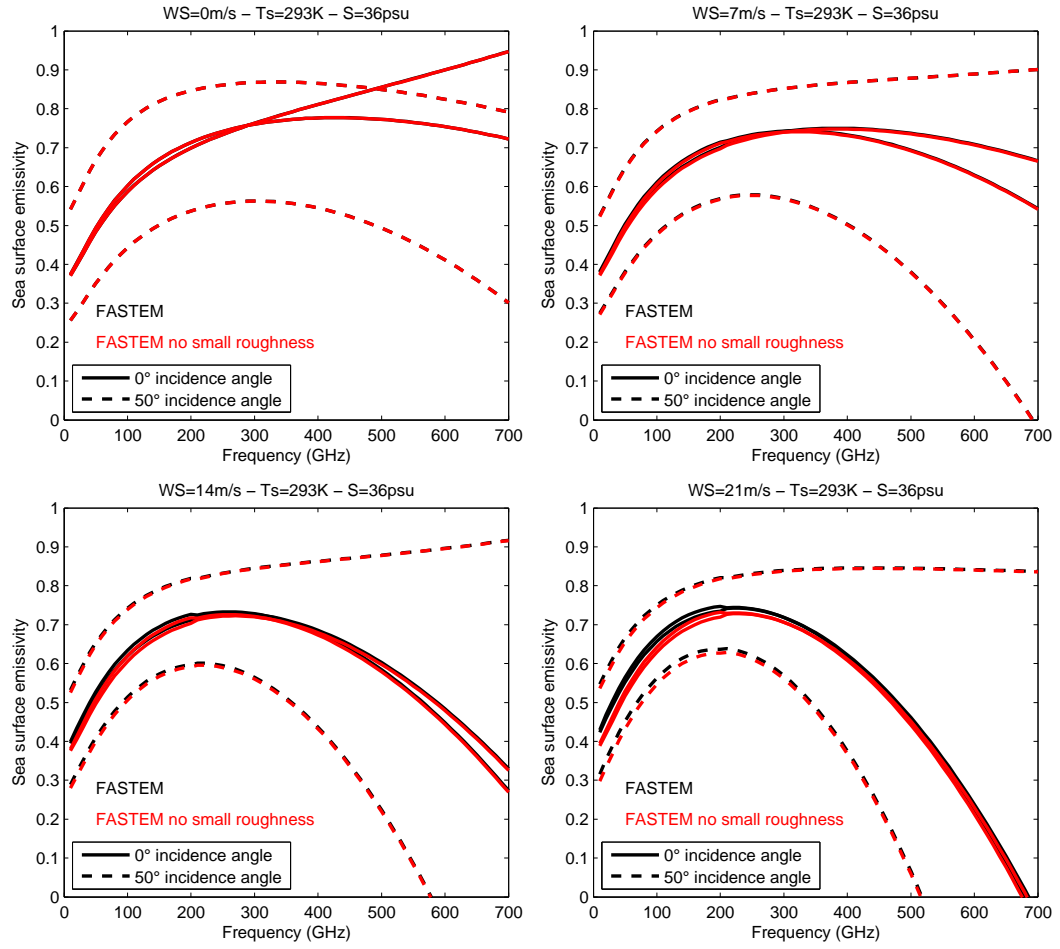 WS=0m/s − Ts=293K − S=36psu
1
0.9
0.8
0.7
0.6
0.5
0.4
0.3
0.2
0.1
0
Sea surface emissivity
FASTEM
FASTEM no small roughness
0° incidence angle
50° incidence angle
0 100 200 300 400 500 600 700
Frequency (GHz)
WS=7m/s − Ts=293K − S=36psu
1
0.9
0.8
0.7
0.6
0.5
0.4
0.3
0.2
0.1
0
Sea surface emissivity
FASTEM
FASTEM no small roughness
0° incidence angle
50° incidence angle
0 100 200 300 400 500 600 700
Frequency (GHz)
WS=14m/s − Ts=293K − S=36psu
1
0.9
0.8
0.7
0.6
0.5
0.4
0.3
0.2
0.1
0
Sea surface emissivity
FASTEM
FASTEM no small roughness
0° incidence angle
50° incidence angle
0 100 200 300 400 500 600 700
Frequency (GHz)
WS=21m/s − Ts=293K − S=36psu
1
0.9
0.8
0.7
0.6
0.5
0.4
0.3
0.2
0.1
0
Sea surface emissivity
FASTEM
FASTEM no small roughness
0° incidence angle
50° incidence angle
0 100 200 300 400 500 600 700
Frequency (GHz)